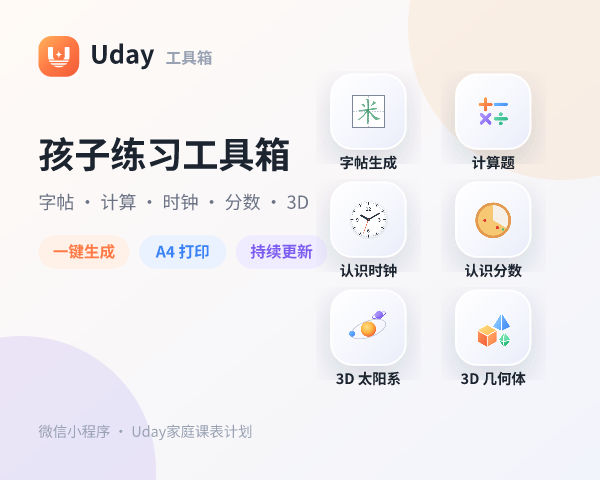 Uday 工具箱
孩子练习工具箱
字帖 · 计算 · 时钟 · 分数 · 3D
一键生成 A4 打印 持续更新
米
字帖生成 计算题
认识时钟 认识分数
3D 太阳系 3D 几何体
微信小程序 · Uday家庭课表计划